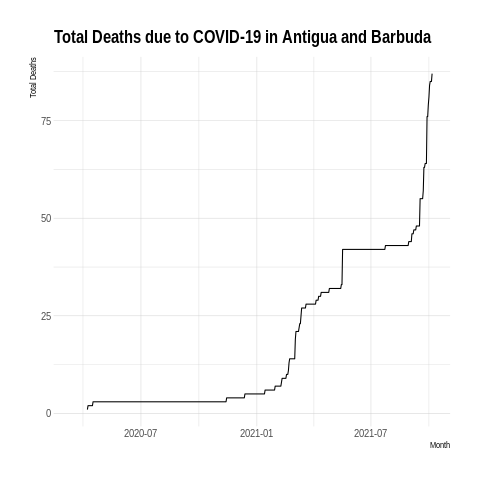 Total Deaths due to COVID-19 in Antigua and Barbuda
Total Deaths
75
50
25
0
2020-07 2021-01 2021-07
Month